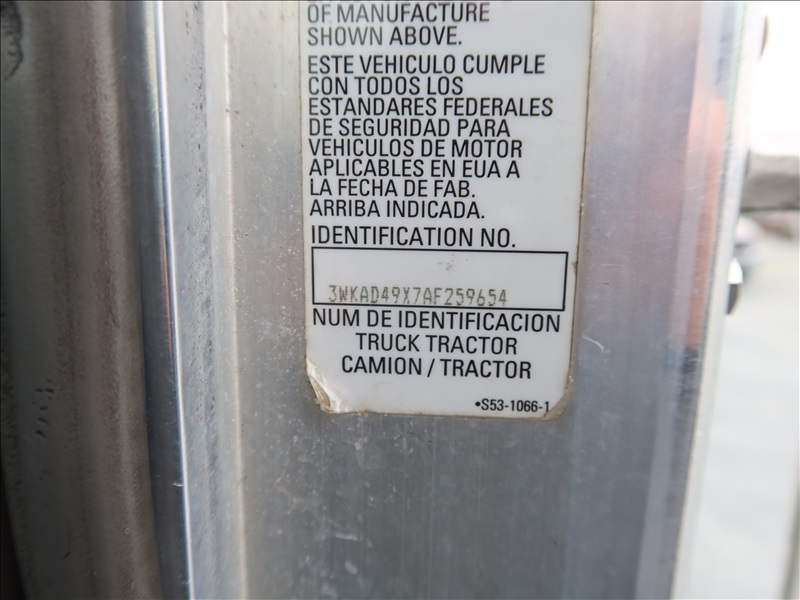 OF MANUFACTURE
SHOWN ABOVE.
ESTE VEHICULO CUMPLE
CON TODOS LOS
ESTANDARES FEDERALES
DE SEGURIDAD PARA
VEHICULOS DE MOTOR
APLICABLES EN EUA A
LA FECHA DE FAB.
ARRIBA INDICADA.
IDENTIFICATION NO.
3WKAD49X7AF259654
NUM DE IDENTIFICACION
TRUCK TRACTOR
CAMION / TRACTOR
•S53-1066-1